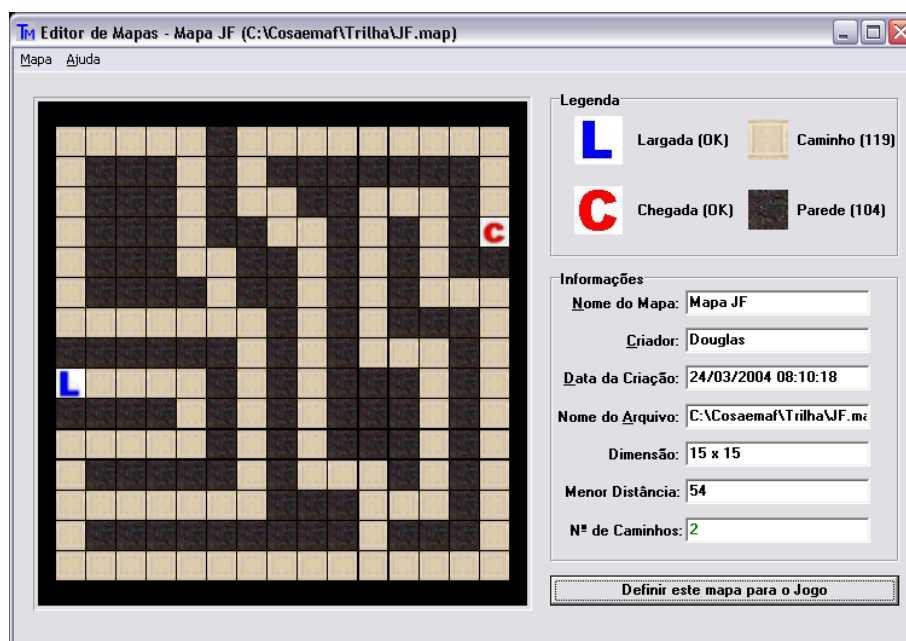 TM Editor de Mapas - Mapa JF (C:\Cosaemaf\Trilha\JF.map)
Mapa Ajuda
Legenda
L Largada (OK) Caminho (119)
C Chegada (OK) Parede (104)
C
L
Informações
Nome do Mapa: Mapa JF
Criador: Douglas
Data da Criação: 24/03/2004 08:10:18
Nome do Arquivo: C:\Cosaemaf\Trilha\JF.ma
Dimensão: 15 x 15
Menor Distância: 54
Nº de Caminhos: 2
Definir este mapa para o Jogo